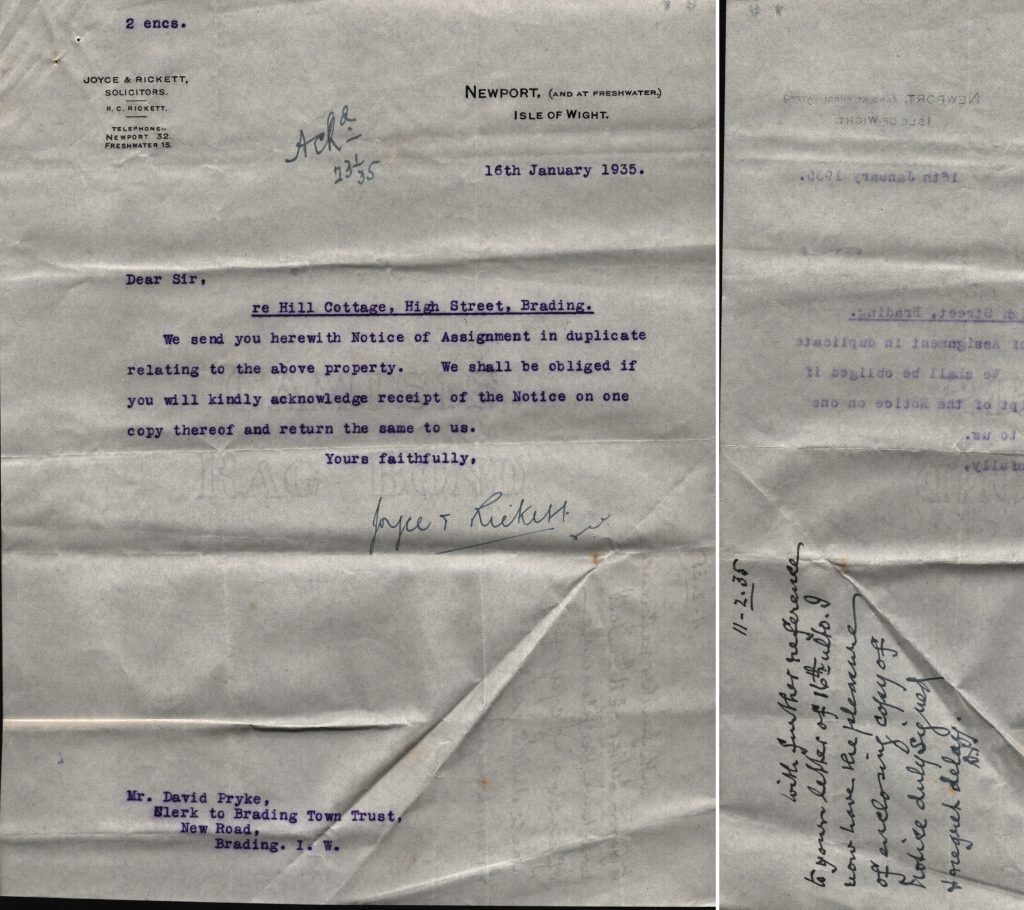 2 encs.
JOYCE & RICKETT,
SOLICITORS.
R. C. RICKETT.
TELEPHONE:
NEWPORT 32.
FRESHWATER 15.
NEWPORT, (AND AT FRESHWATER.)
ISLE OF WIGHT.
Ackd
23/1/35
16th January 1935.
Dear Sir,
re Hill Cottage, High Street, Brading.
We send you herewith Notice of Assignment in duplicate
relating to the above property. We shall be obliged if
you will kindly acknowledge receipt of the Notice on one
copy thereof and return the same to us.
Yours faithfully,
Joyce & Rickett
Mr. David Pryke,
Clerk to Brading Town Trust,
New Road,
Brading. I. W.
11-2.35
With further reference
to your letter of 16th ulto. I
now have the pleasure
of enclosing copy of
Notice duly signed
& regret delay.